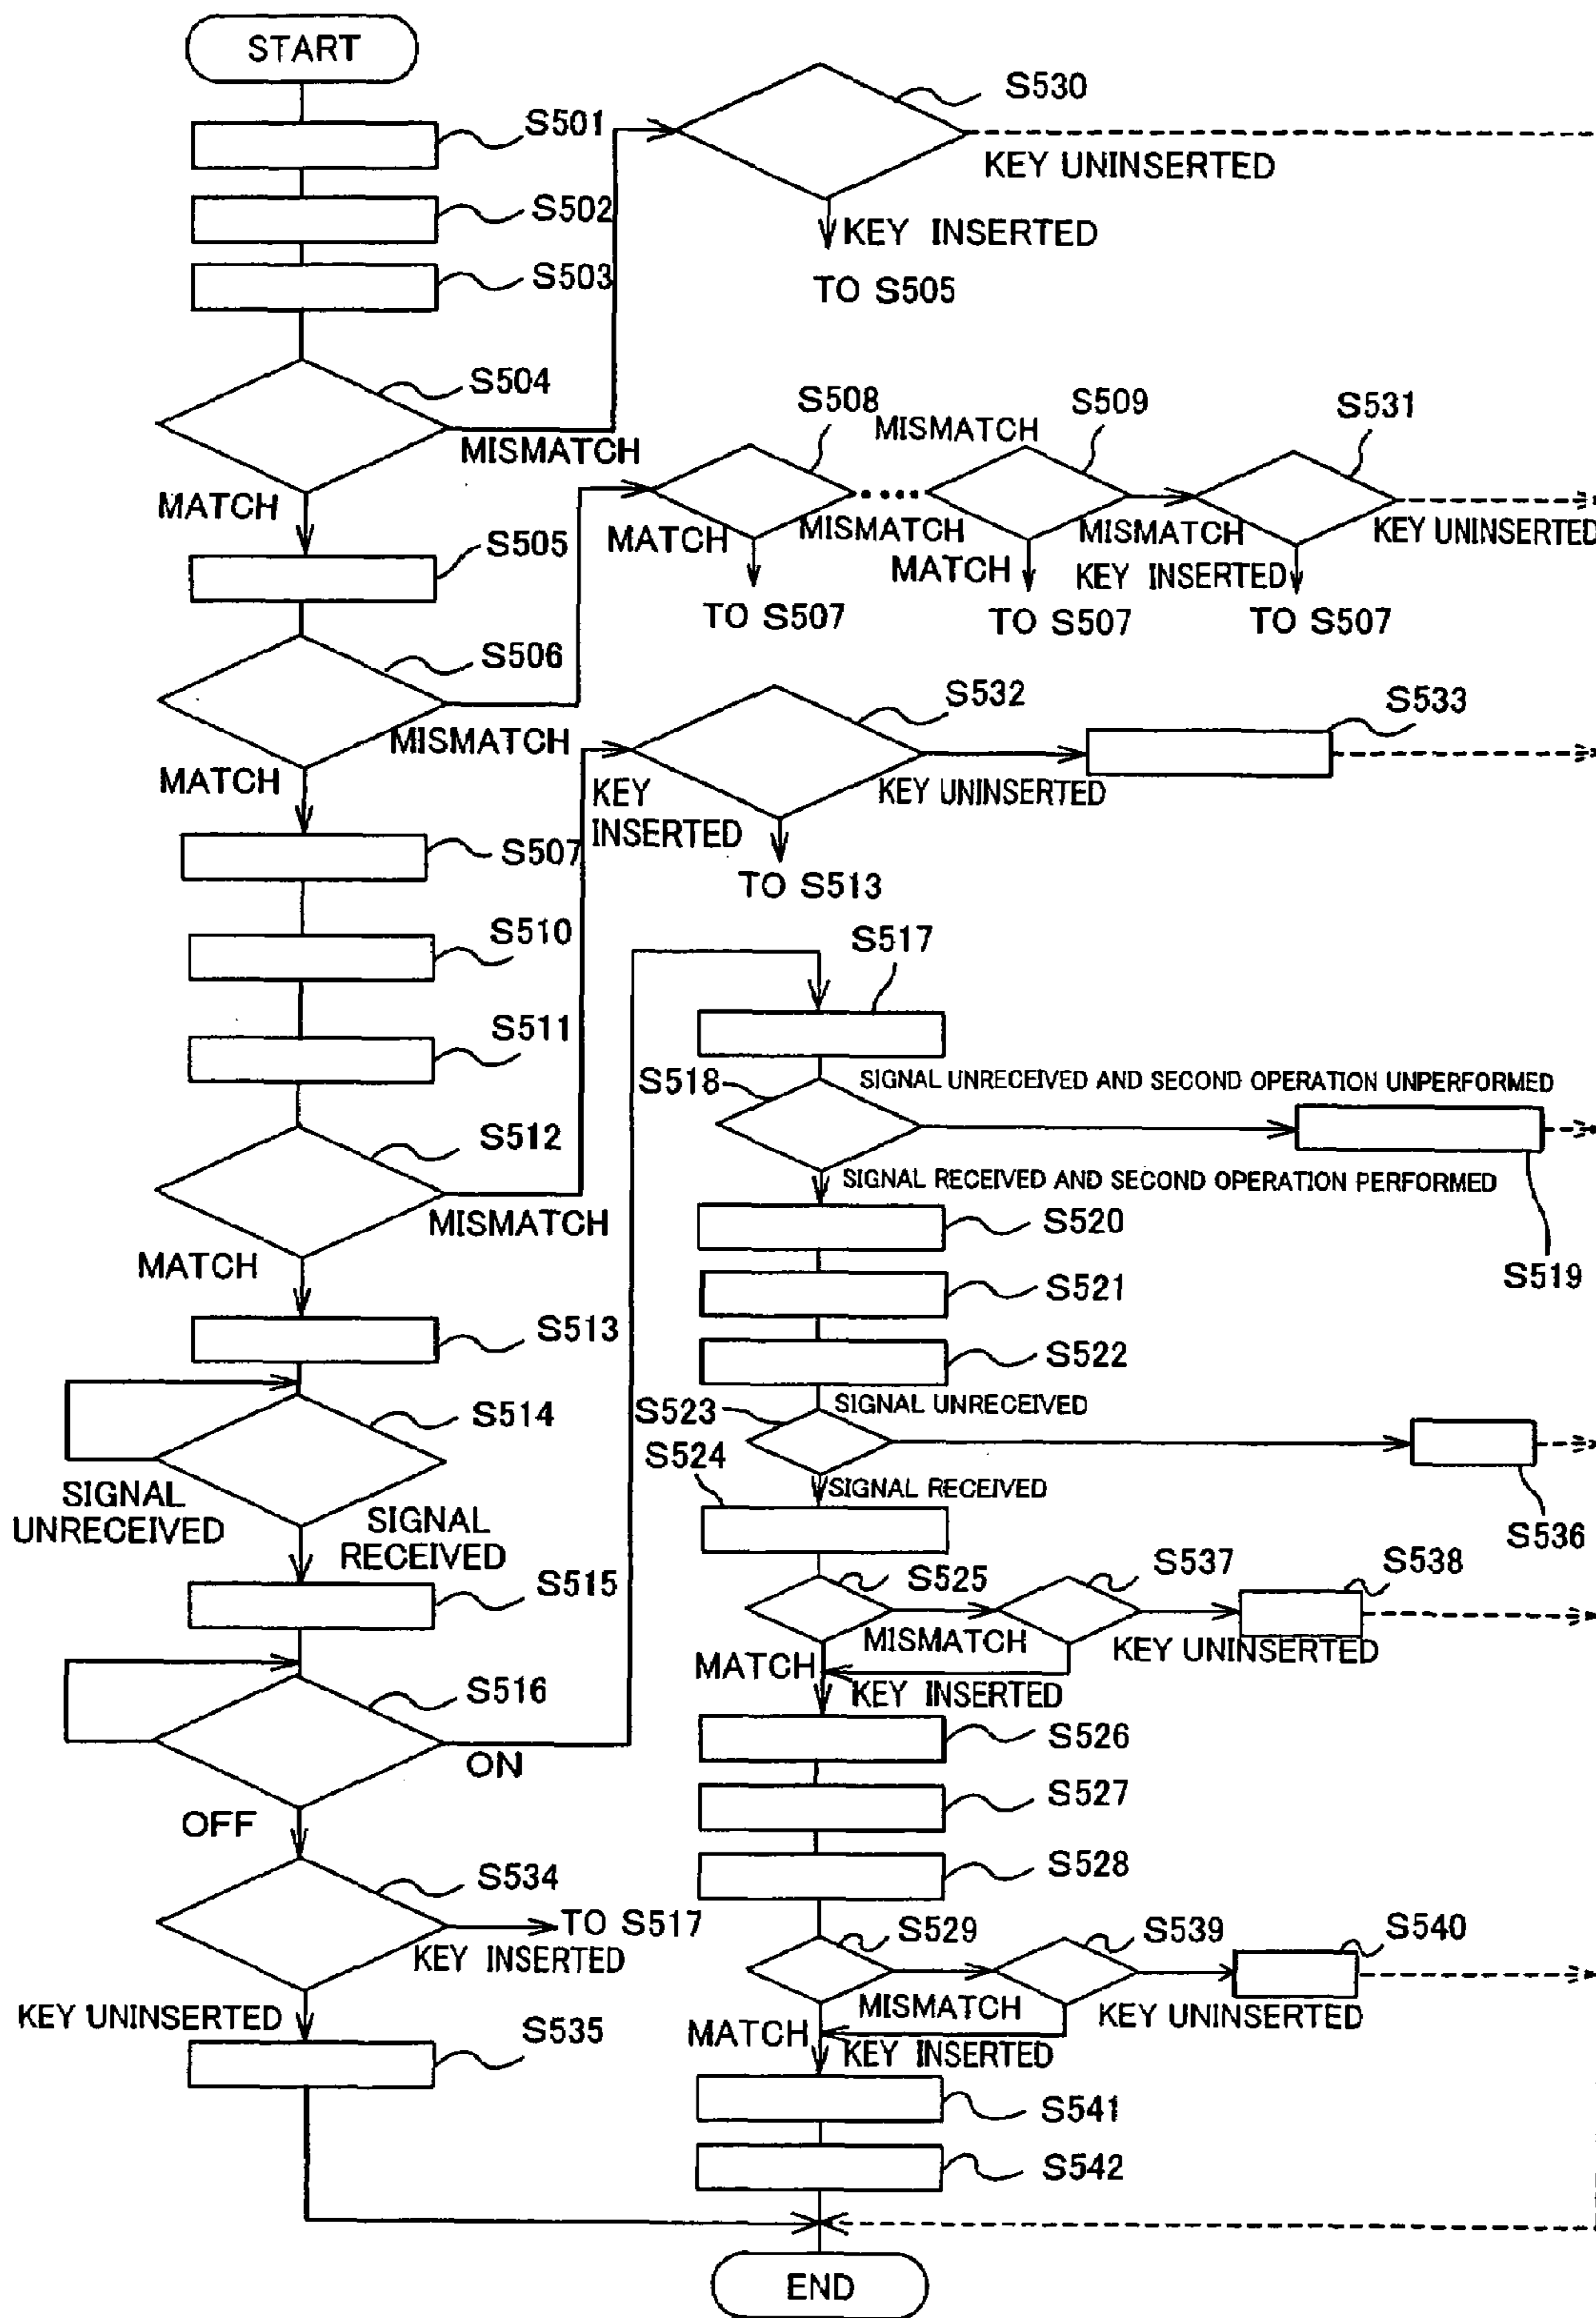 START
S501
S502
S503
S504
MISMATCH
MATCH
S530
KEY UNINSERTED
KEY INSERTED
TO S505
S505
S506
MISMATCH
MATCH
S508
MISMATCH
S509
S531
MATCH
MISMATCH
MATCH
MISMATCH
KEY INSERTED
KEY UNINSERTED
TO S507
TO S507
TO S507
S507
S510
S511
S512
MISMATCH
MATCH
S532
KEY
INSERTED
KEY UNINSERTED
S533
TO S513
S513
S514
SIGNAL
UNRECEIVED
SIGNAL
RECEIVED
S515
S516
ON
OFF
S534
TO S517
KEY INSERTED
KEY UNINSERTED
S535
S517
S518
SIGNAL UNRECEIVED AND SECOND OPERATION UNPERFORMED
SIGNAL RECEIVED AND SECOND OPERATION PERFORMED
S519
S520
S521
S522
S523
SIGNAL UNRECEIVED
S524
SIGNAL RECEIVED
S536
S525
S537
S538
MISMATCH
KEY UNINSERTED
MATCH
KEY INSERTED
S526
S527
S528
S529
S539
S540
MISMATCH
KEY UNINSERTED
MATCH
KEY INSERTED
S541
S542
END